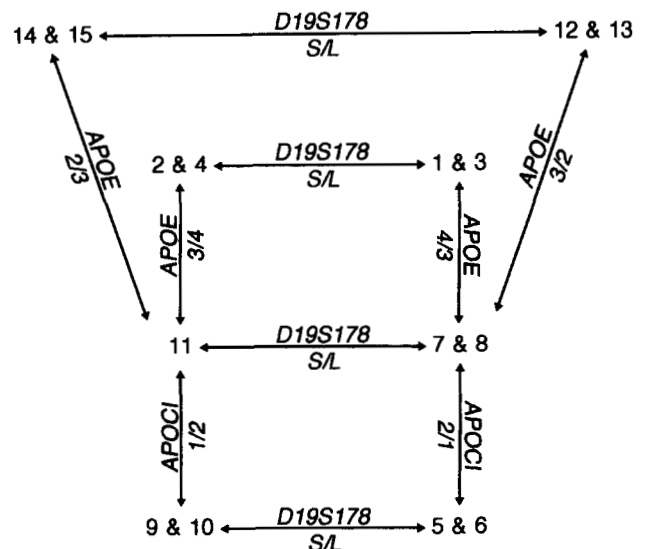 D19S178
14 & 15
12 & 13
S/L
APOE
2/3
APOE
3/2
D19S178
2 & 4
1 & 3
S/L
APOE
3/4
APOE
4/3
D19S178
11
7 & 8
S/L
APOCI
1/2
APOCI
2/1
D19S178
9 & 10
5 & 6
S/L